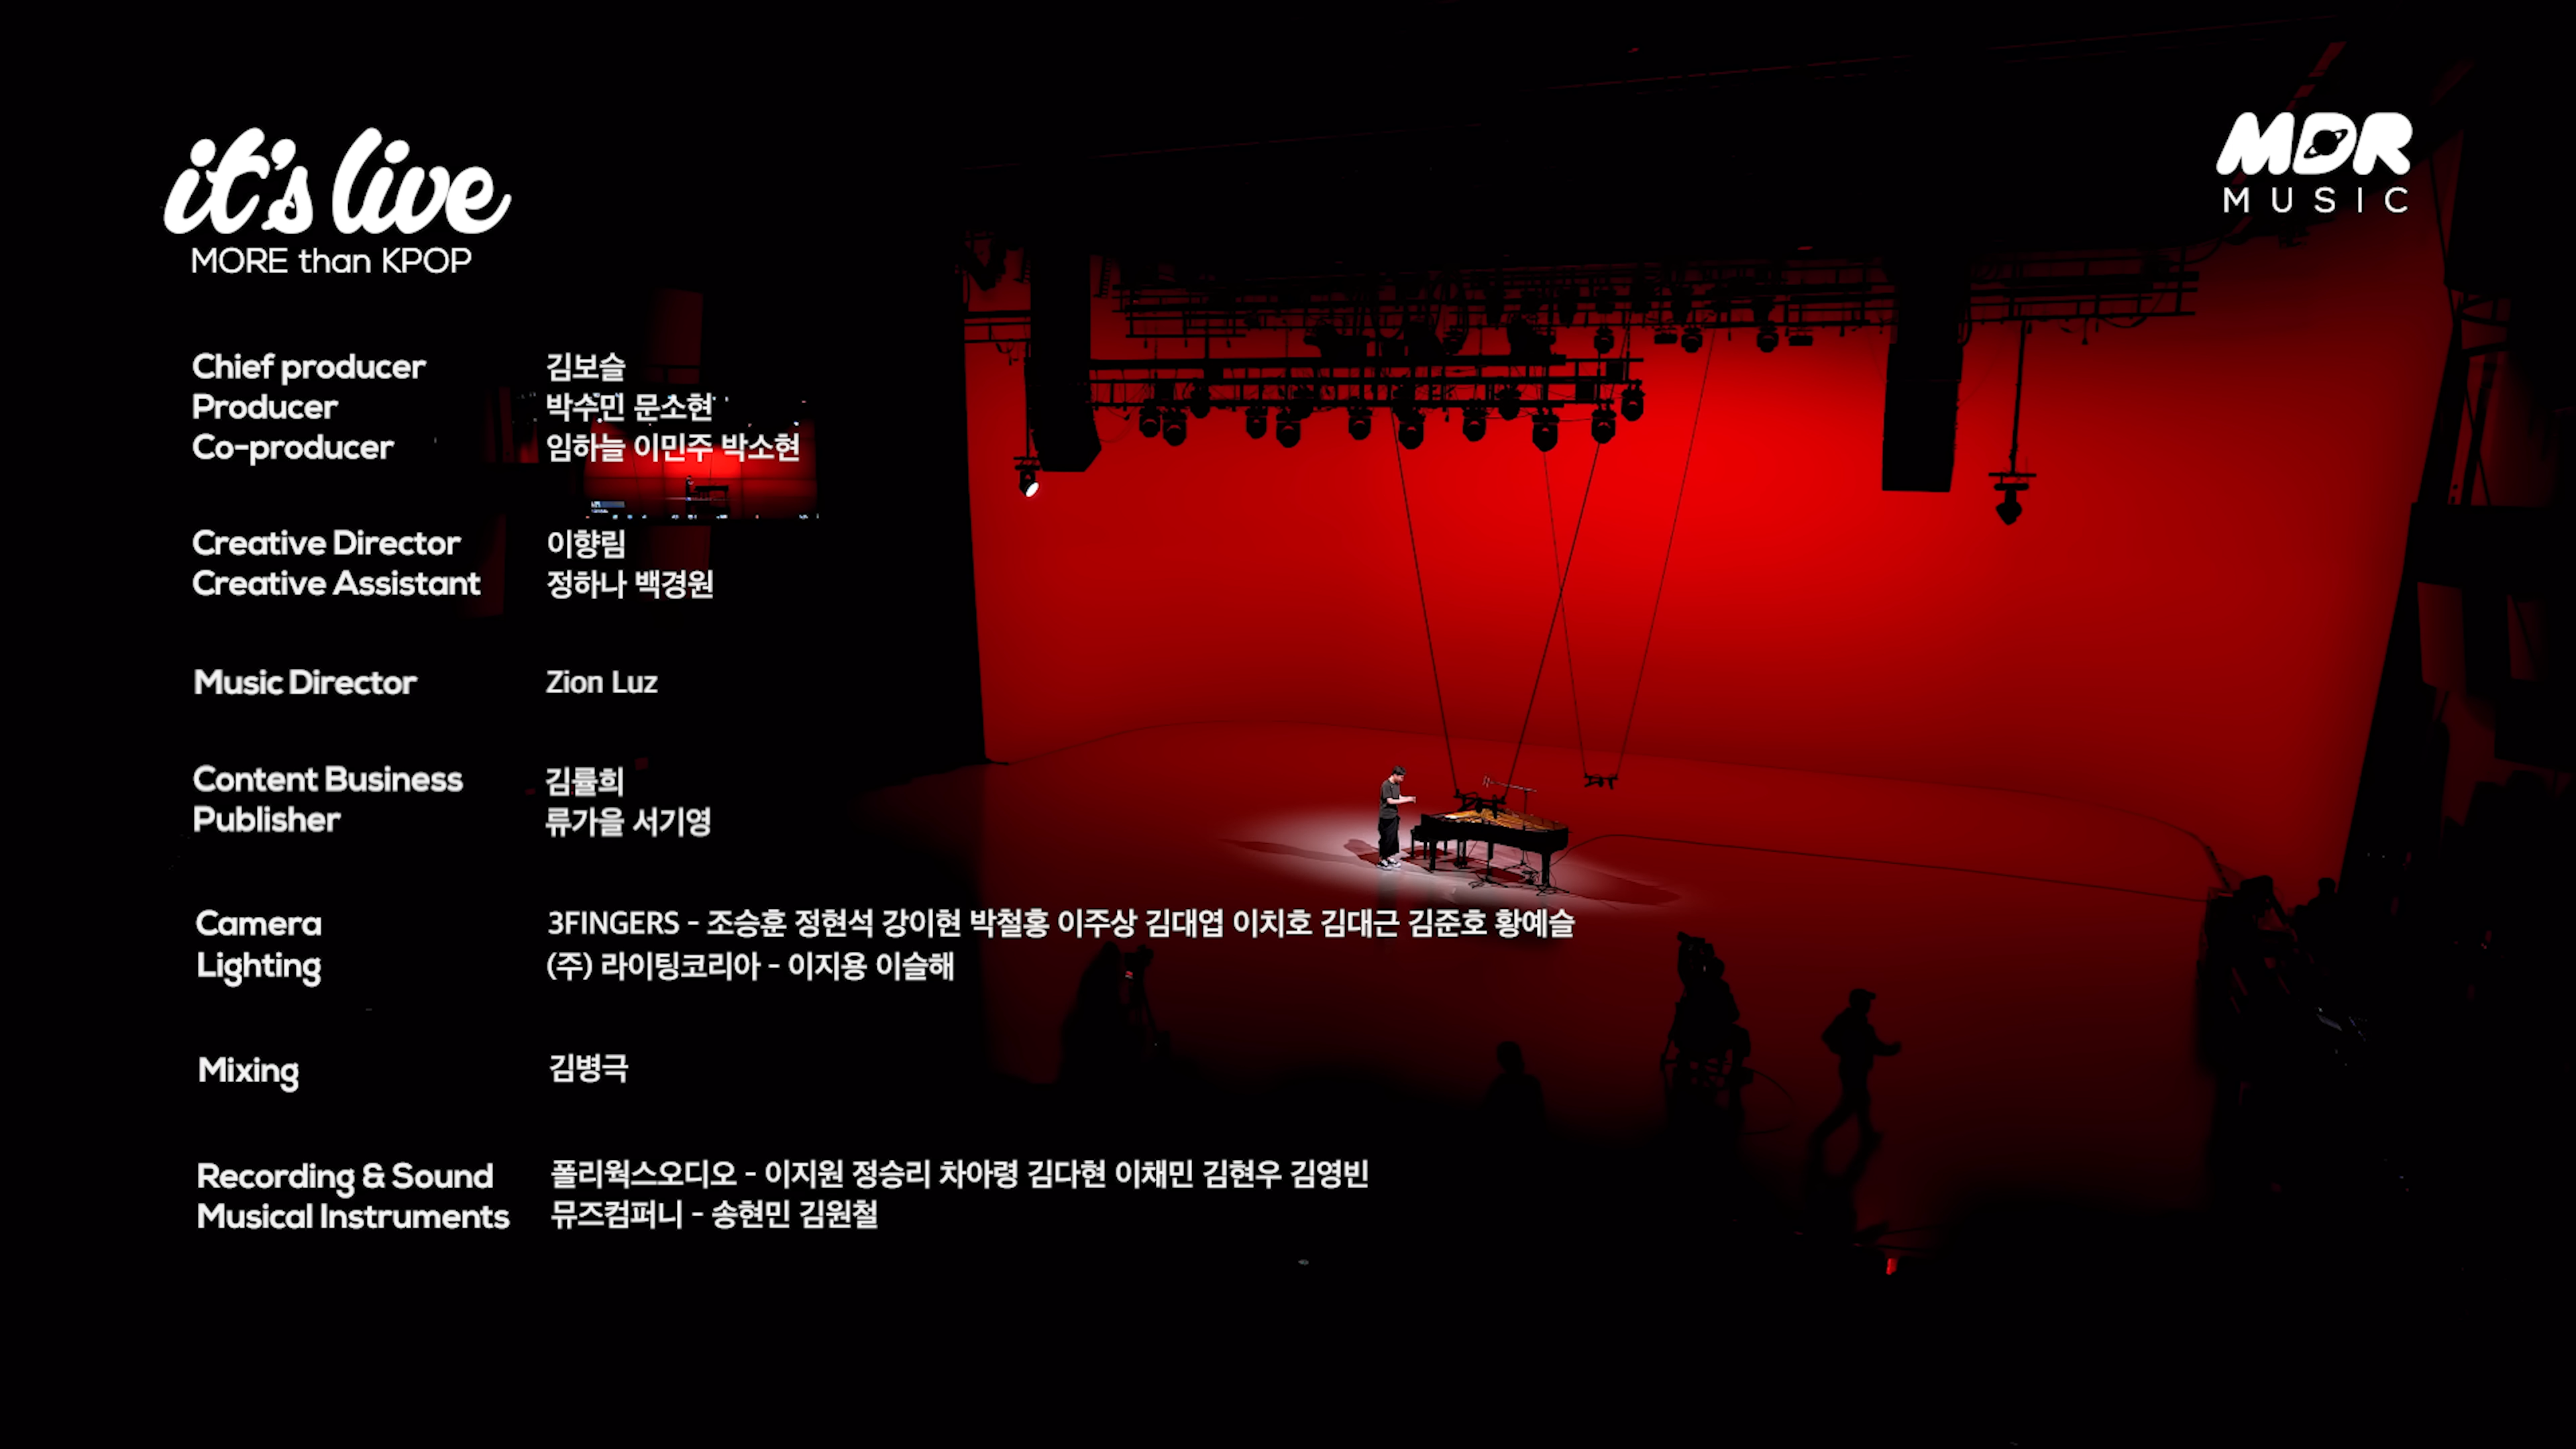 it's live
MORE than KPOP
MDR
MUSIC
Chief producer 김보슬
Producer 박수민 문소현
Co-producer 임하늘 이민주 박소현
Creative Director 이향림
Creative Assistant 정하나 백경원
Music Director Zion Luz
Content Business 김률희
Publisher 류가을 서기영
Camera 3FINGERS - 조승훈 정현석 강이현 박철홍 이주상 김대엽 이치호 김대근 김준호 황예슬
Lighting (주) 라이팅코리아 - 이지용 이슬해
Mixing 김병극
Recording & Sound 폴리웍스오디오 - 이지원 정승리 차아령 김다현 이채민 김현우 김영빈
Musical Instruments 뮤즈컴퍼니 - 송현민 김원철